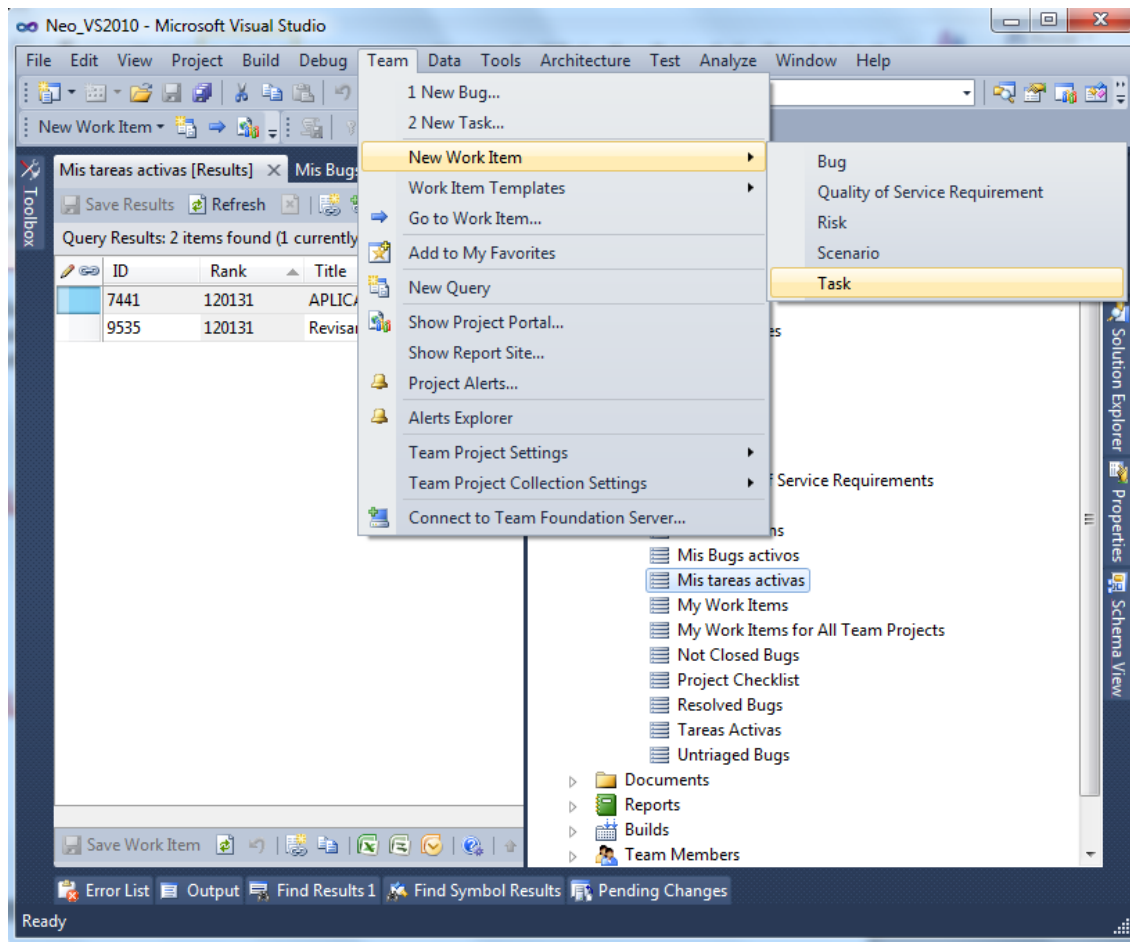 Neo_VS2010 - Microsoft Visual Studio
File Edit View Project Build Debug Team Data Tools Architecture Test Analyze Window Help
New Work Item
1 New Bug...
2 New Task...
New Work Item
Work Item Templates
Go to Work Item...
Add to My Favorites
New Query
Show Project Portal...
Show Report Site...
Project Alerts...
Alerts Explorer
Team Project Settings
Team Project Collection Settings
Connect to Team Foundation Server...
Bug
Quality of Service Requirement
Risk
Scenario
Task
Toolbox
Mis tareas activas [Results] Mis Bugs
Save Results Refresh
Query Results: 2 items found (1 currently
ID Rank Title
7441 120131 APLICA
9535 120131 Revisar
Service Requirements
Mis Bugs activos
Mis tareas activas
My Work Items
My Work Items for All Team Projects
Not Closed Bugs
Project Checklist
Resolved Bugs
Tareas Activas
Untriaged Bugs
Documents
Reports
Builds
Team Members
Solution Explorer
Properties
Schema View
Save Work Item
Error List Output Find Results 1 Find Symbol Results Pending Changes
Ready